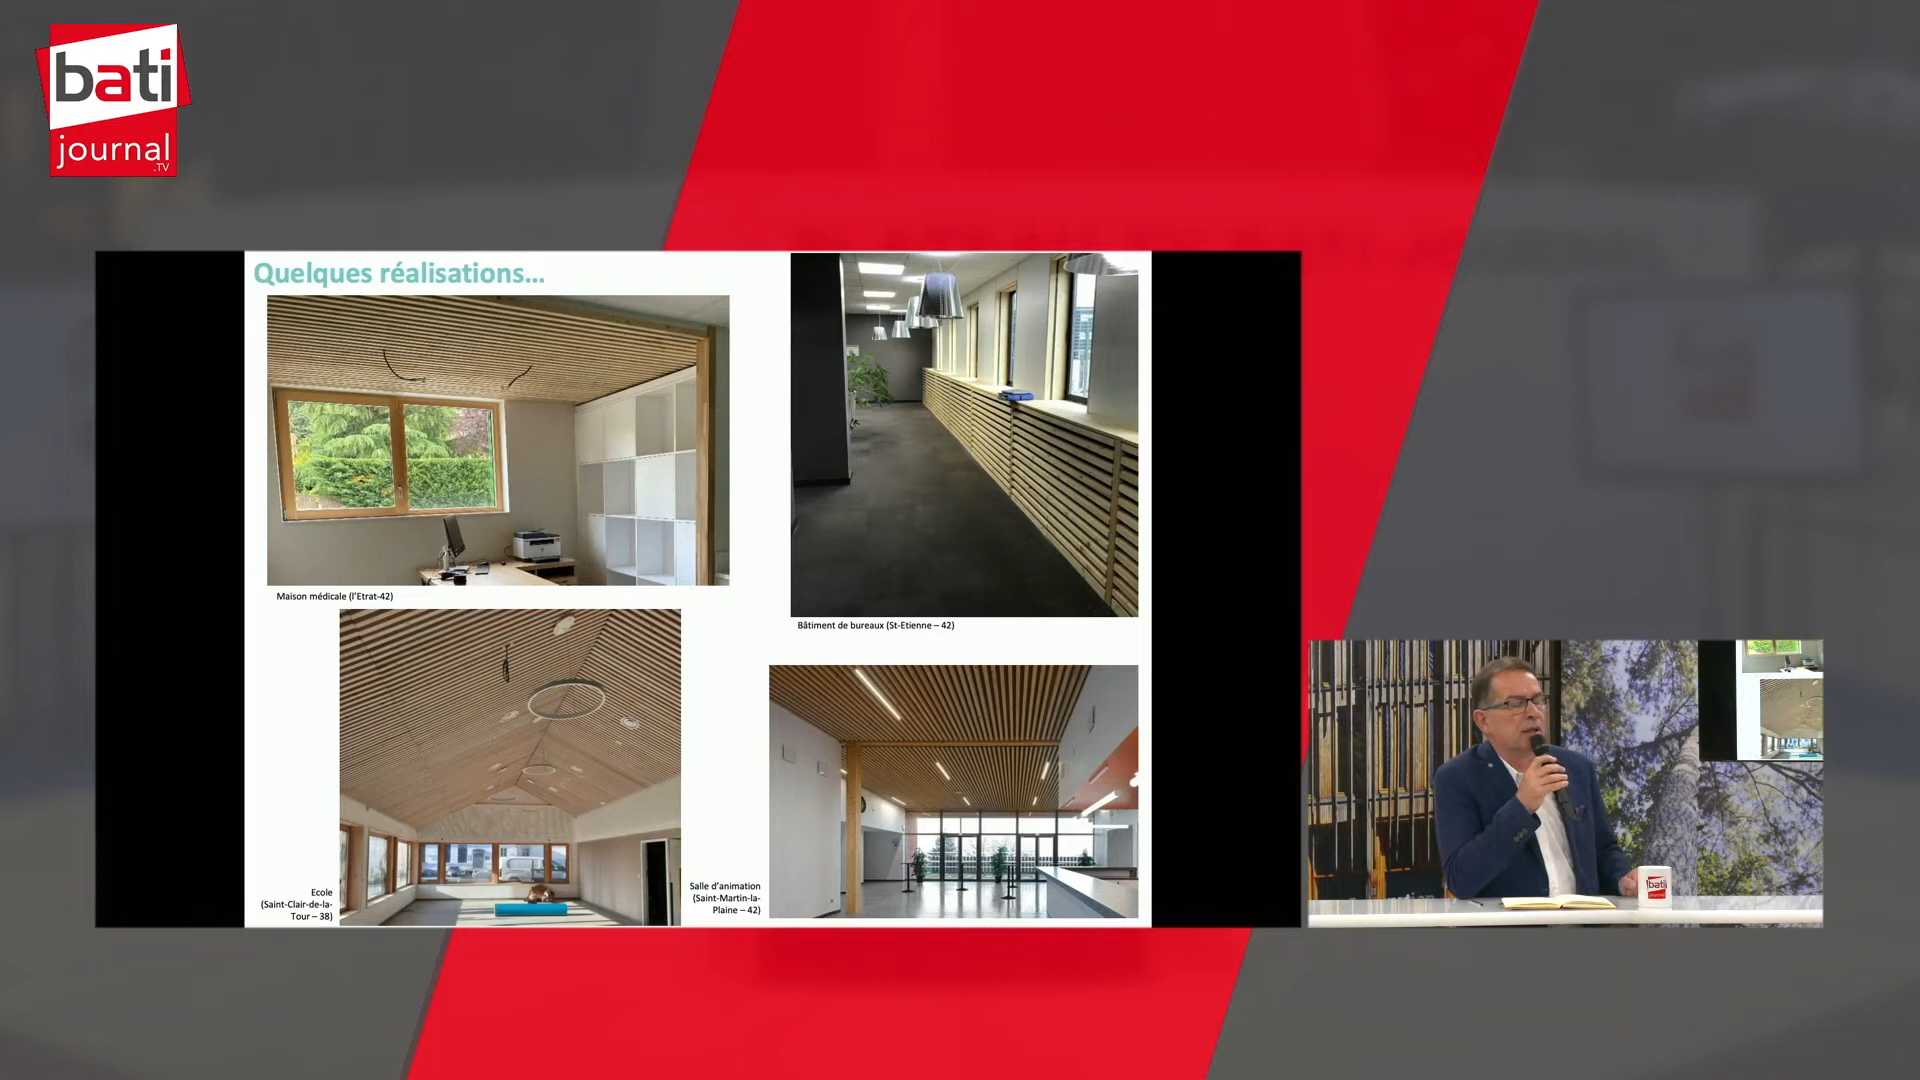 bati
journal
.TV
Quelques réalisations...
Maison médicale (l'Etrat-42)
Bâtiment de bureaux (St-Etienne – 42)
Ecole
(Saint-Clair-de-la-
Tour – 38)
Salle d'animation
(Saint-Martin-la-
Plaine – 42)
bati